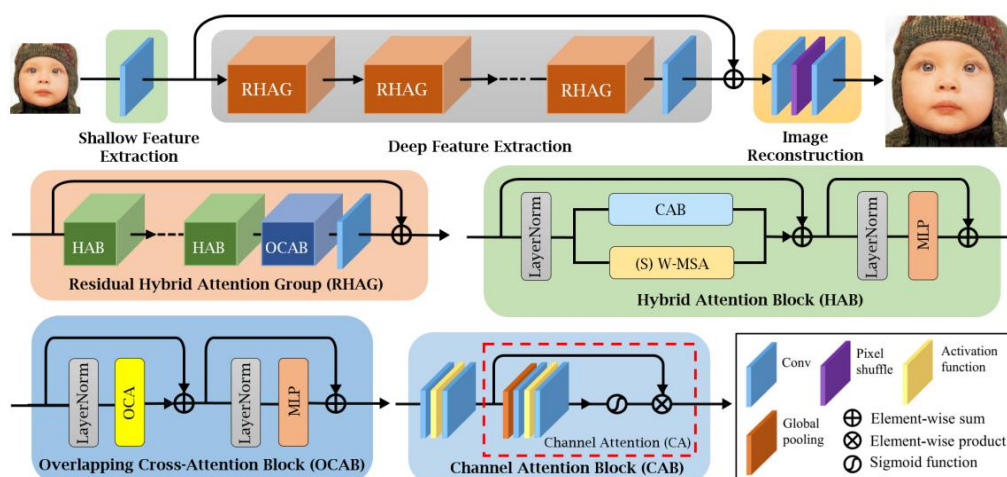 RHAG
RHAG
RHAG
Shallow Feature
Extraction
Deep Feature Extraction
Image
Reconstruction
HAB
HAB
OCAB
Residual Hybrid Attention Group (RHAG)
LayerNorm
CAB
(S) W-MSA
LayerNorm
MLP
Hybrid Attention Block (HAB)
LayerNorm
OCA
LayerNorm
MLP
Overlapping Cross-Attention Block (OCAB)
Channel Attention (CA)
Channel Attention Block (CAB)
Conv
Pixel
shuffle
Activation
function
Global
pooling
Element-wise sum
Element-wise product
Sigmoid function